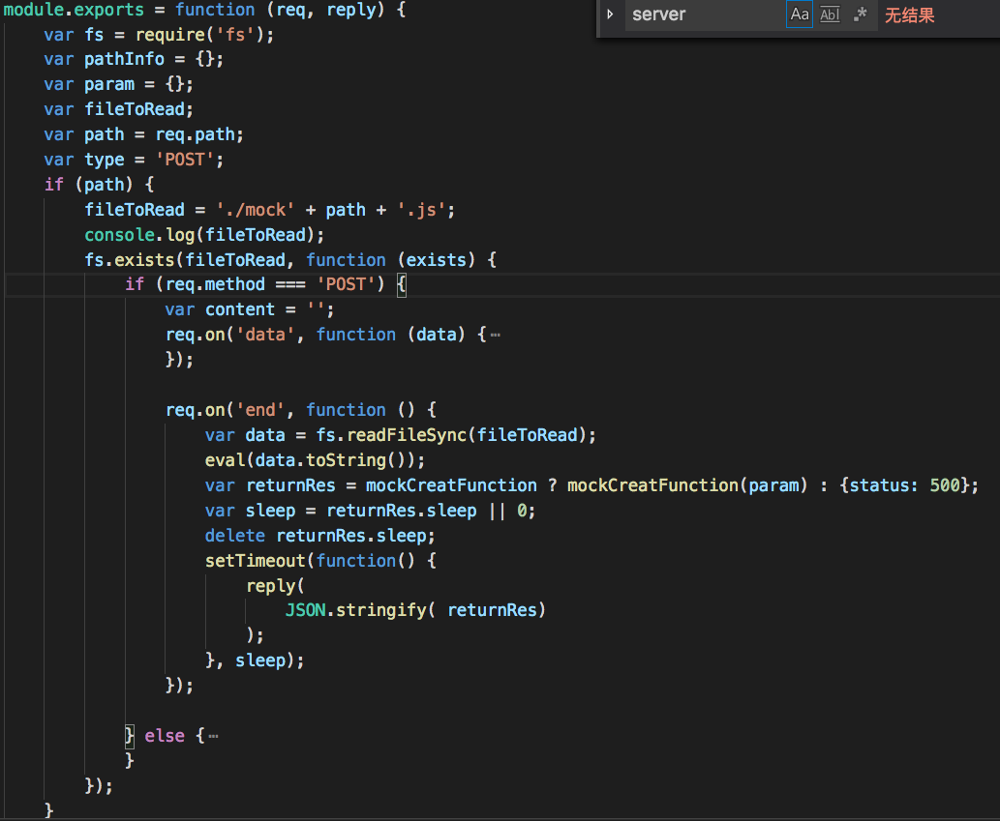 module.exports = function (req, reply) {
server Aa Abl .* 无结果
    var fs = require('fs');
    var pathInfo = {};
    var param = {};
    var fileToRead;
    var path = req.path;
    var type = 'POST';
    if (path) {
        fileToRead = './mock' + path + '.js';
        console.log(fileToRead);
        fs.exists(fileToRead, function (exists) {
            if (req.method === 'POST') {
                var content = '';
                req.on('data', function (data) {⋯
                });

                req.on('end', function () {
                    var data = fs.readFileSync(fileToRead);
                    eval(data.toString());
                    var returnRes = mockCreatFunction ? mockCreatFunction(param) : {status: 500};
                    var sleep = returnRes.sleep || 0;
                    delete returnRes.sleep;
                    setTimeout(function() {
                        reply(
                            JSON.stringify( returnRes)
                        );
                    }, sleep);
                });

            } else {⋯
            }
        });
    }